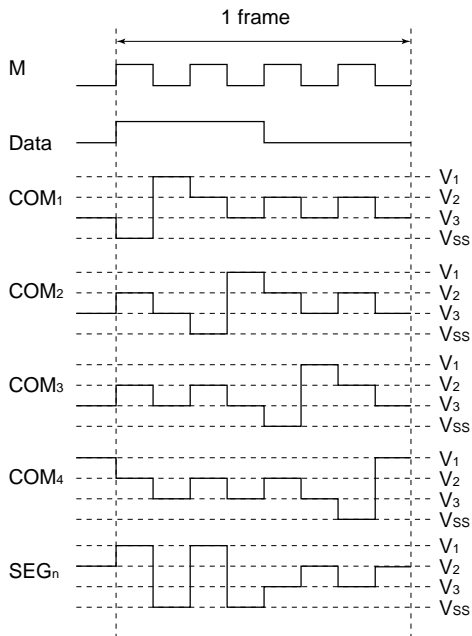 1 frame
M
Data
COM₁
V₁
V₂
V₃
VSS
COM₂
V₁
V₂
V₃
VSS
COM₃
V₁
V₂
V₃
VSS
COM₄
V₁
V₂
V₃
VSS
SEGₙ
V₁
V₂
V₃
VSS